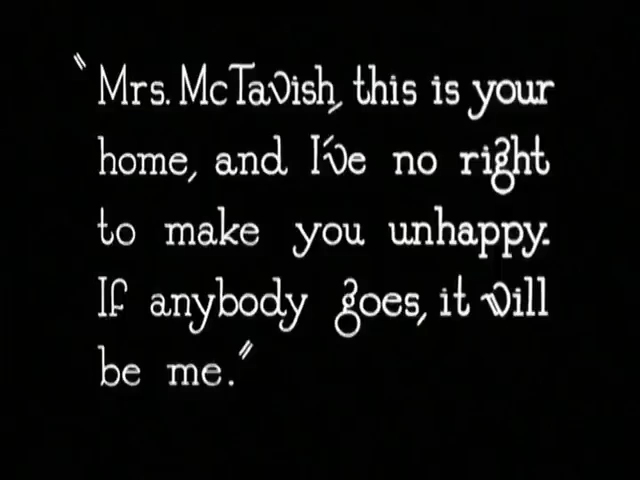 "Mrs. McTavish, this is your
home, and I've no right
to make you unhappy.
If anybody goes, it will
be me."